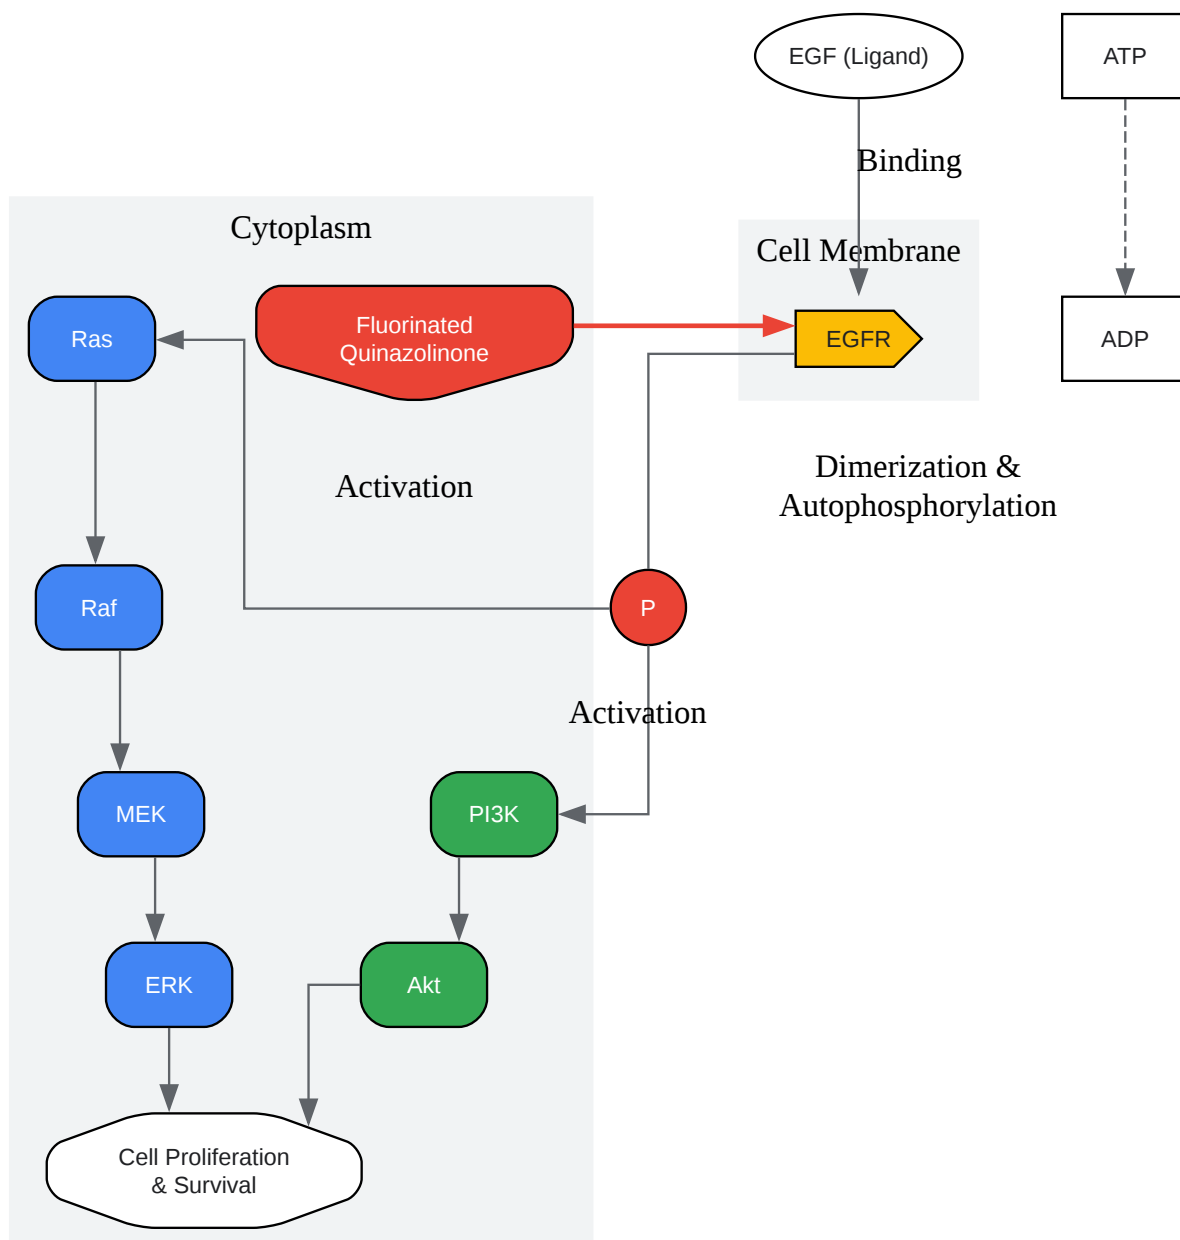 EGF (Ligand)
ATP
Binding
Cytoplasm
Cell Membrane
Ras
Fluorinated
Quinazolinone
EGFR
ADP
Dimerization &
Autophosphorylation
Activation
Raf
P
Activation
MEK
PI3K
ERK
Akt
Cell Proliferation
& Survival